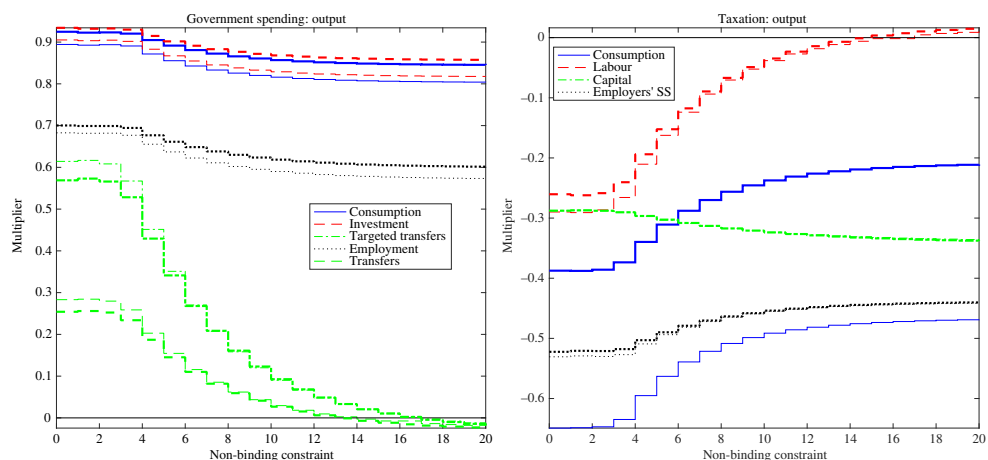 Government spending: output
Multiplier
0.9
0.8
0.7
0.6
0.5
0.4
0.3
0.2
0.1
0
0 2 4 6 8 10 12 14 16 18 20
Non-binding constraint
Consumption
Investment
Targeted transfers
Employment
Transfers
Taxation: output
Multiplier
0
−0.1
−0.2
−0.3
−0.4
−0.5
−0.6
0 2 4 6 8 10 12 14 16 18 20
Non-binding constraint
Consumption
Labour
Capital
Employers' SS